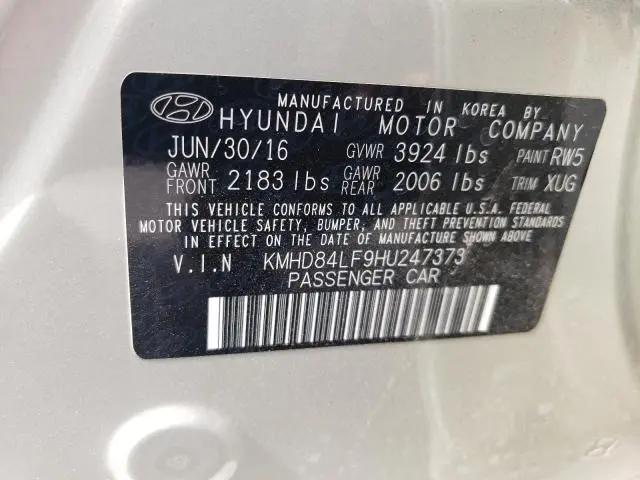 MANUFACTURED IN KOREA BY
HYUNDAI MOTOR COMPANY
JUN/30/16 GVWR 3924 lbs PAINT RW5
GAWR FRONT 2183 lbs GAWR REAR 2006 lbs TRIM XUG
THIS VEHICLE CONFORMS TO ALL APPLICABLE U.S.A. FEDERAL
MOTOR VEHICLE SAFETY, BUMPER, AND THEFT PREVENTION STANDARDS
IN EFFECT ON THE DATE OF MANUFACTURE SHOWN ABOVE
V.I.N KMHD84LF9HU247373
PASSENGER CAR